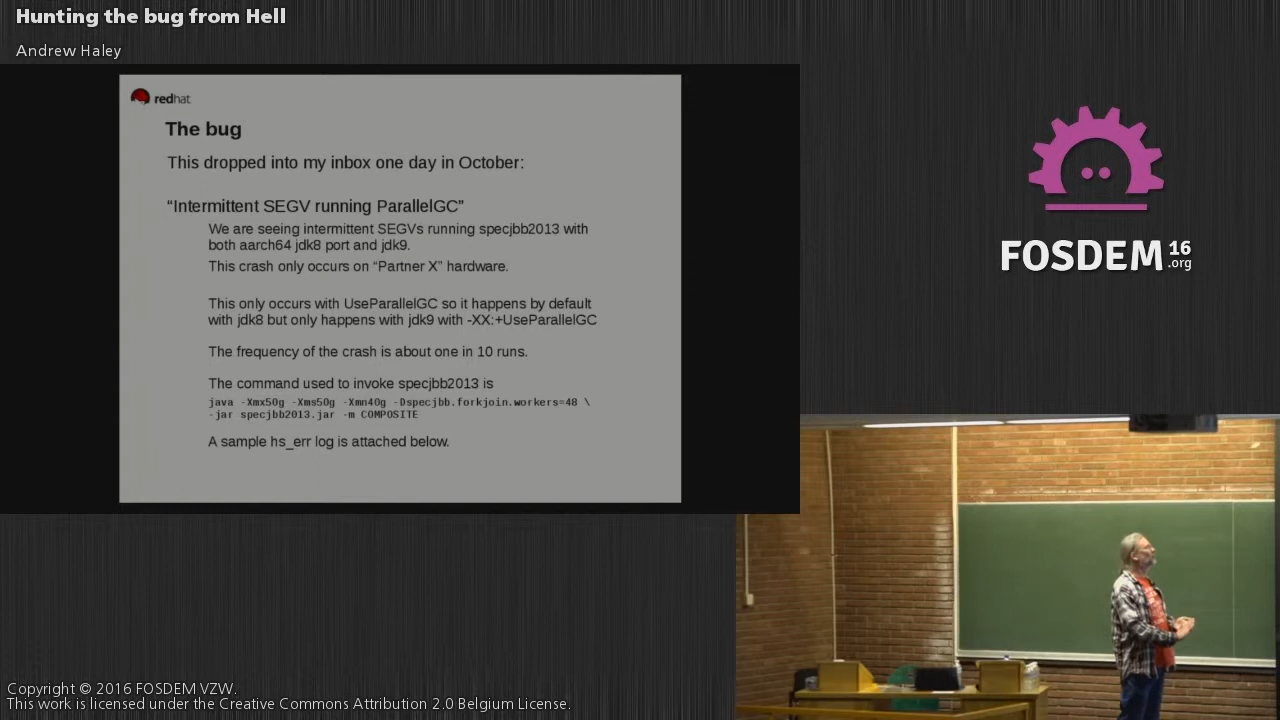 Hunting the bug from Hell
Andrew Haley
redhat
The bug
This dropped into my inbox one day in October:
“Intermittent SEGV running ParallelGC”
We are seeing intermittent SEGVs running specjbb2013 with
both aarch64 jdk8 port and jdk9.
This crash only occurs on “Partner X” hardware.
This only occurs with UseParallelGC so it happens by default
with jdk8 but only happens with jdk9 with -XX:+UseParallelGC
The frequency of the crash is about one in 10 runs.
The command used to invoke specjbb2013 is
java -Xmx50g -Xms50g -Xmn40g -Dspecjbb.forkjoin.workers=48 \
-jar specjbb2013.jar -m COMPOSITE
A sample hs_err log is attached below.
FOSDEM 16
.org
Copyright © 2016 FOSDEM VZW.
This work is licensed under the Creative Commons Attribution 2.0 Belgium License.